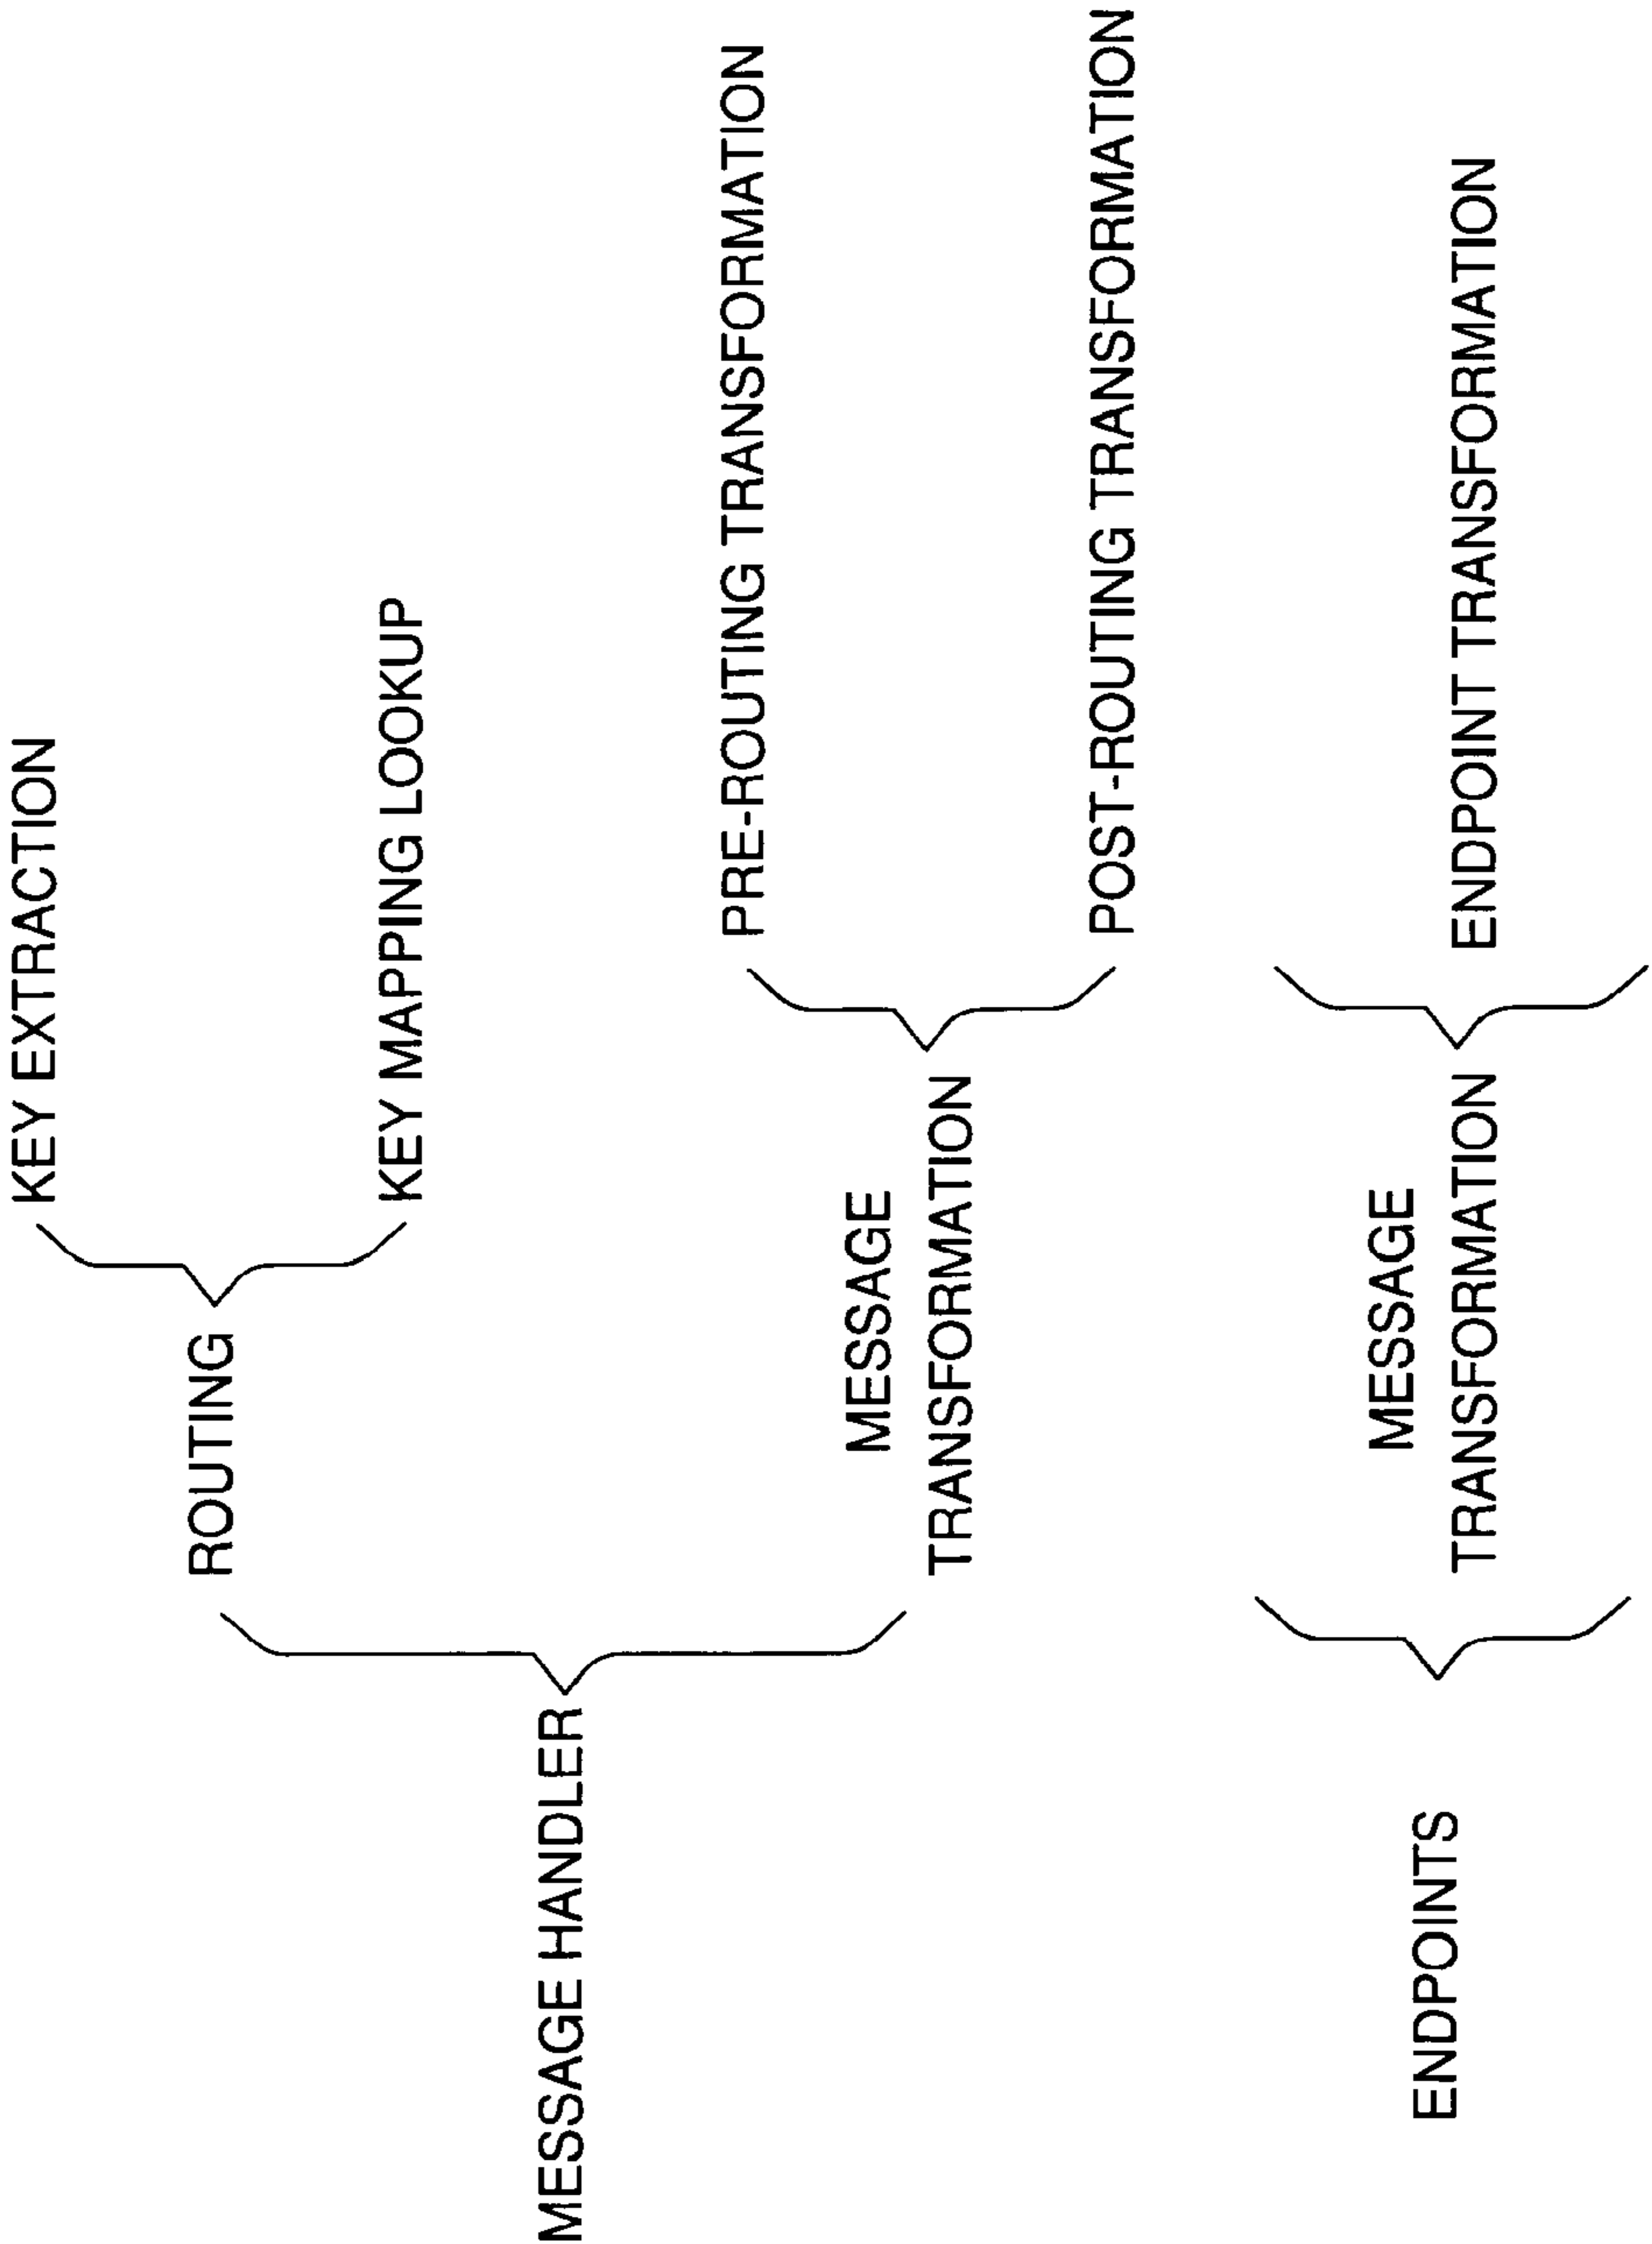 KEY EXTRACTION
ROUTING
KEY MAPPING LOOKUP
MESSAGE HANDLER
PRE-ROUTING TRANSFORMATION
MESSAGE
TRANSFORMATION
POST-ROUTING TRANSFORMATION
ENDPOINTS
MESSAGE
TRANSFORMATION
ENDPOINT TRANSFORMATION